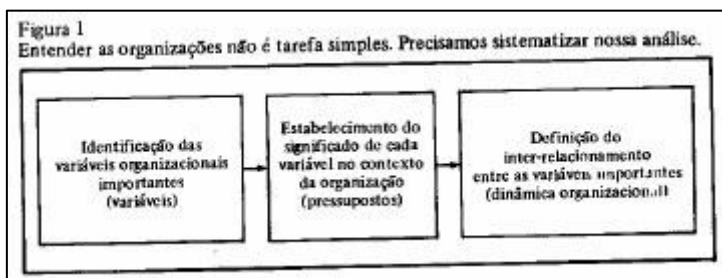 Figura 1
Entender as organizações não é tarefa simples. Precisamos sistematizar nossa análise.
Identificação das
variáveis organizacionais
importantes
(variáveis)
Estabelecimento do
significado de cada
variável no contexto
da organização
(pressupostos)
Definição do
inter-relacionamento
entre as variáveis importantes
(dinâmica organizacional)